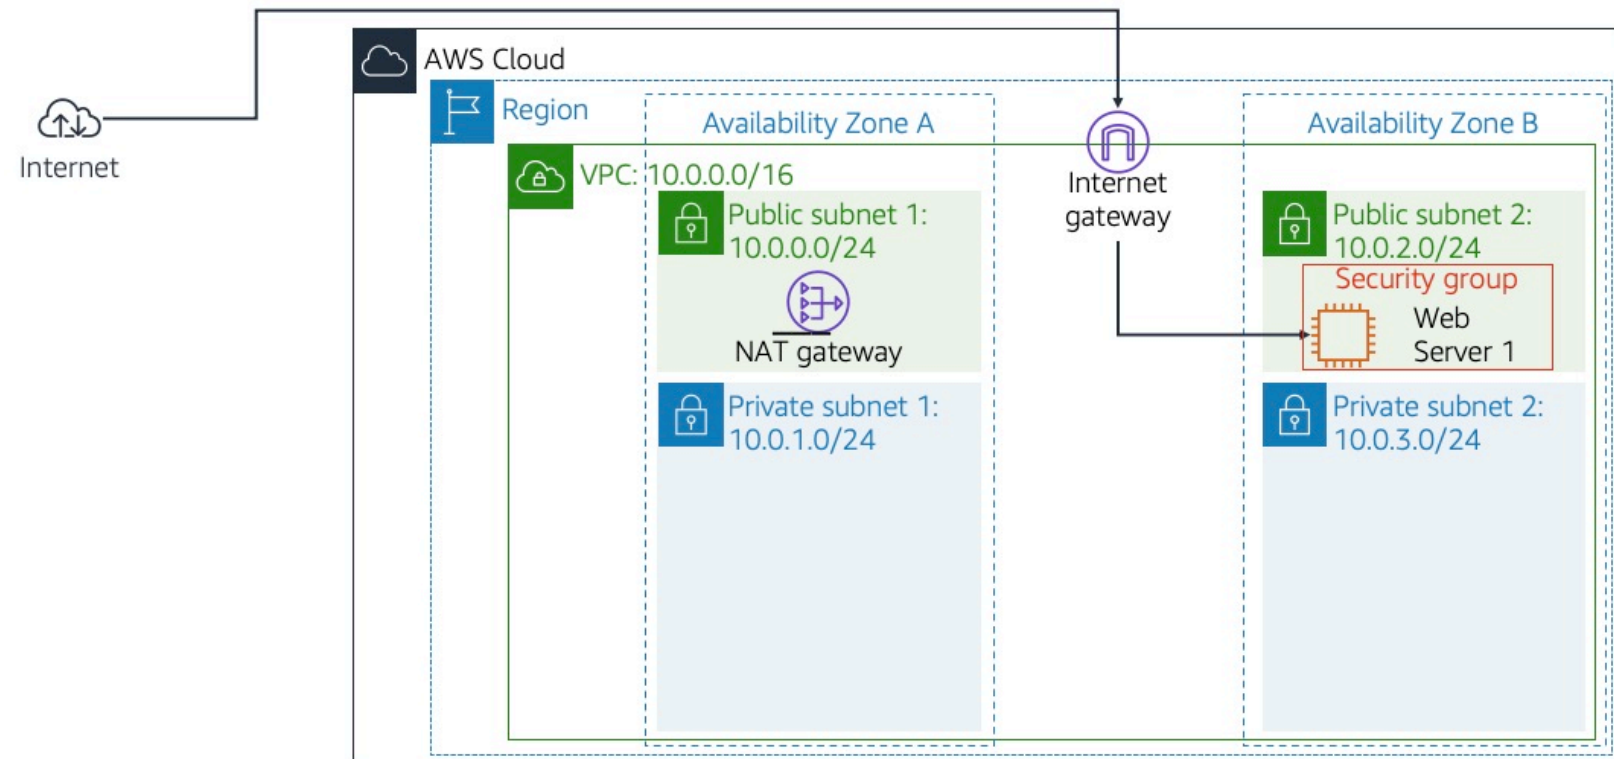 AWS Cloud
Region
Availability Zone A
Availability Zone B
Internet
VPC: 10.0.0.0/16
Internet
gateway
Public subnet 1:
10.0.0.0/24
NAT gateway
Public subnet 2:
10.0.2.0/24
Security group
Web
Server 1
Private subnet 1:
10.0.1.0/24
Private subnet 2:
10.0.3.0/24